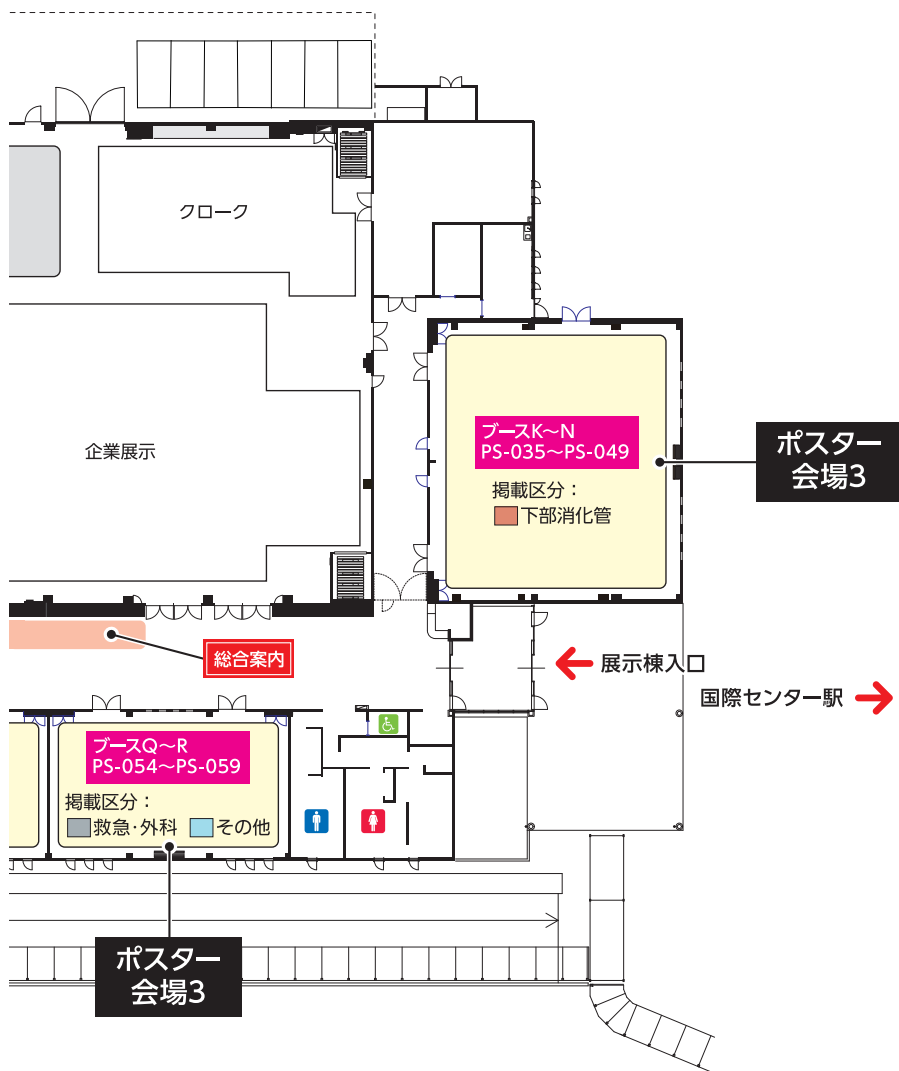 クローク
企業展示
ブースK〜N
PS-035〜PS-049
掲載区分：
下部消化管
ポスター
会場3
総合案内
展示棟入口
国際センター駅
ブースQ〜R
PS-054〜PS-059
掲載区分：
救急・外科 その他
ポスター
会場3